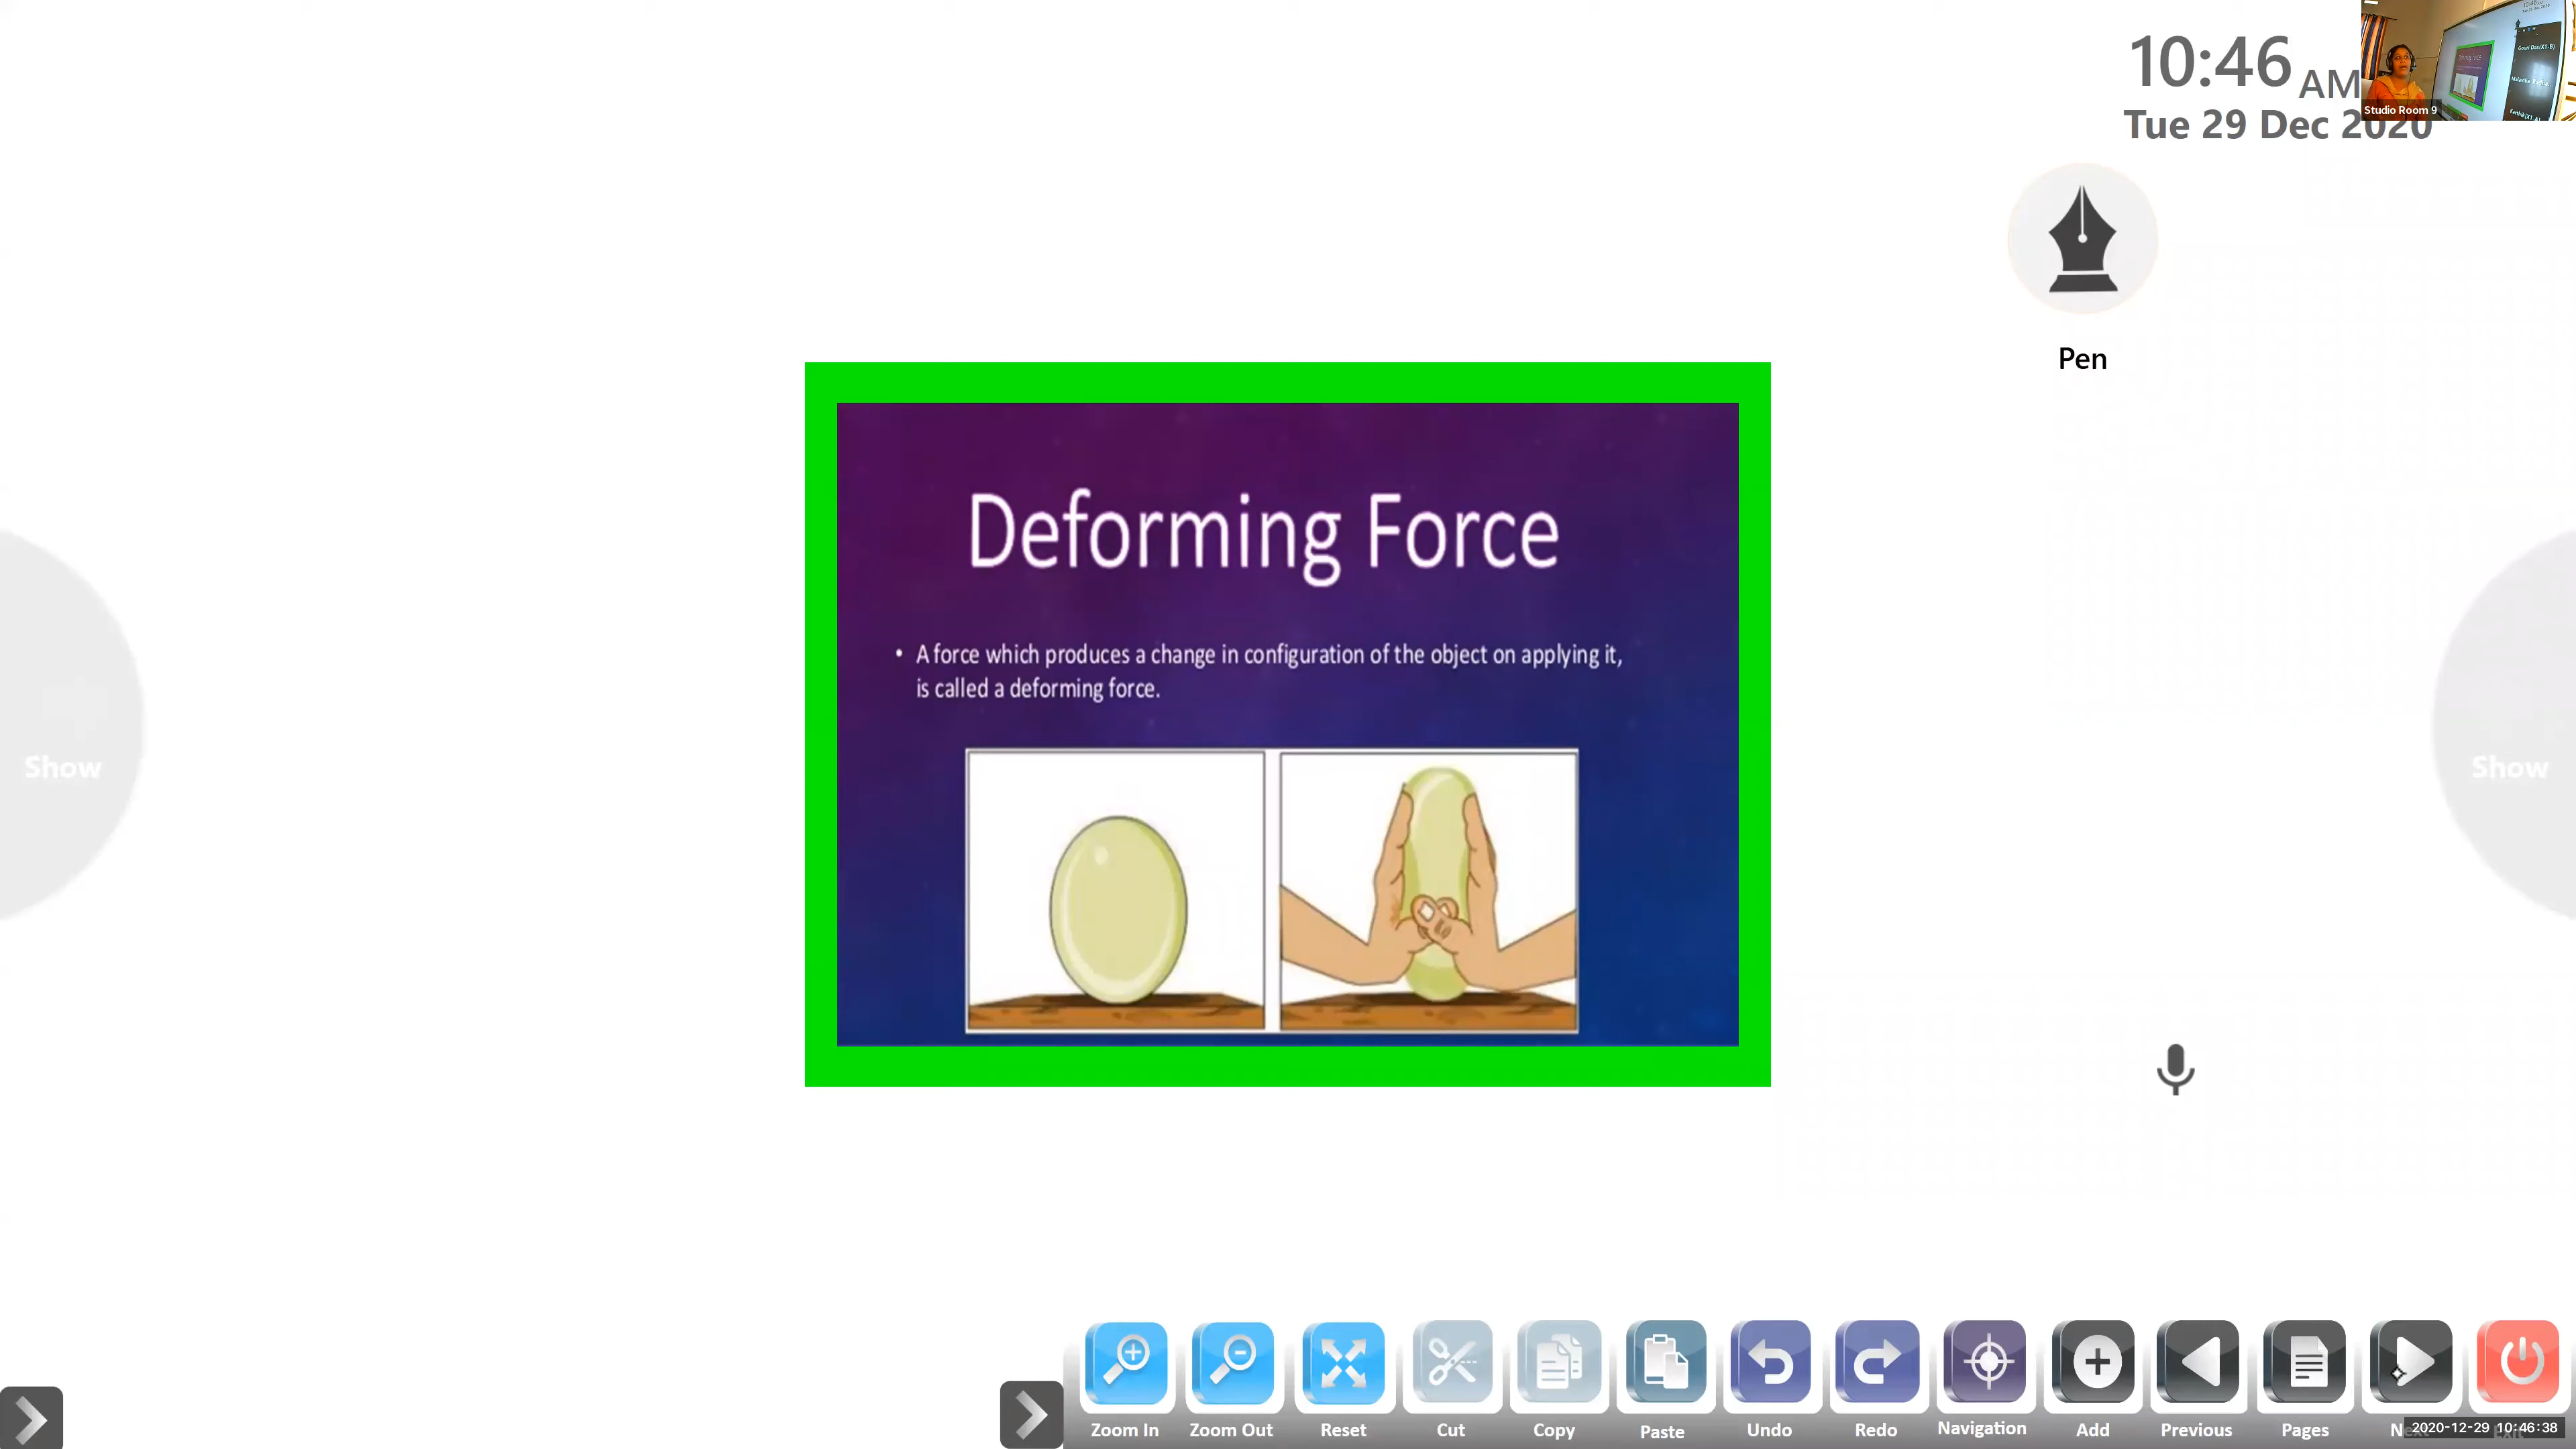 10:46 AM
Tue 29 Dec 2020
Studio Room 9
Pen
Deforming Force
• A force which produces a change in configuration of the object on applying it,
is called a deforming force.
Show
Show
Zoom In
Zoom Out
Reset
Cut
Copy
Paste
Undo
Redo
Navigation
Add
Previous
Pages
2020-12-29 10:46:38